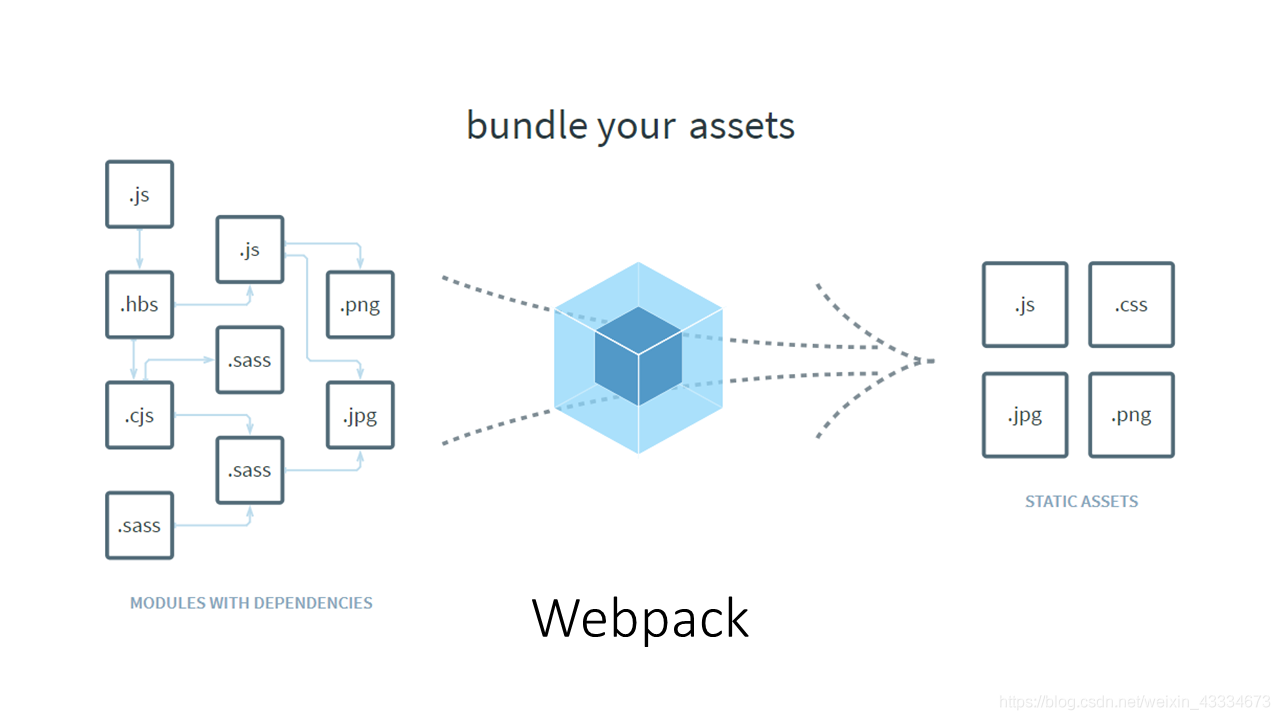 bundle your assets
.js
.js
.hbs
.png
.sass
.cjs
.jpg
.sass
.sass
MODULES WITH DEPENDENCIES
Webpack
.js
.css
.jpg
.png
STATIC ASSETS
https://blog.csdn.net/weixin_43334673